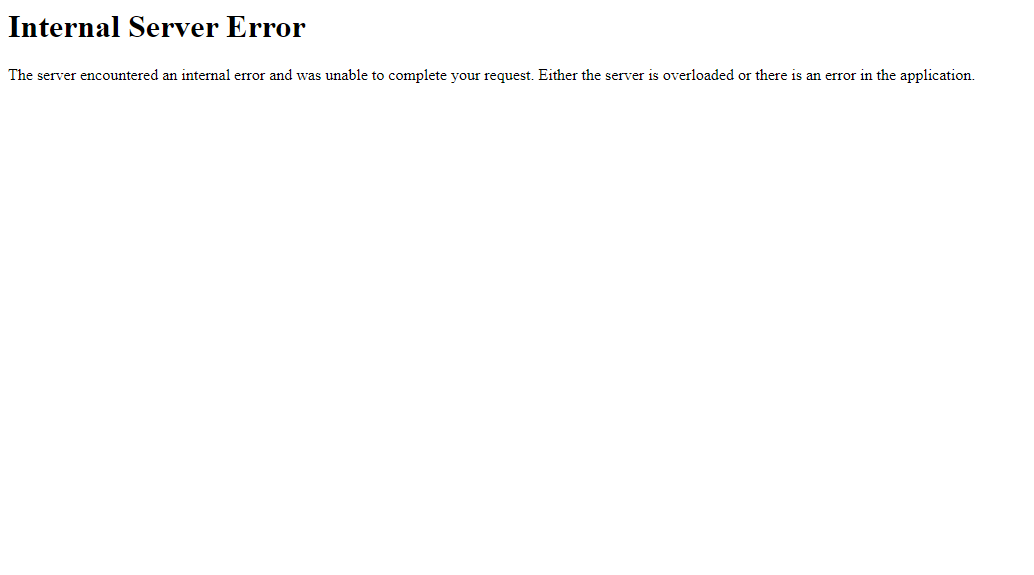 Internal Server Error
The server encountered an internal error and was unable to complete your request. Either the server is overloaded or there is an error in the application.